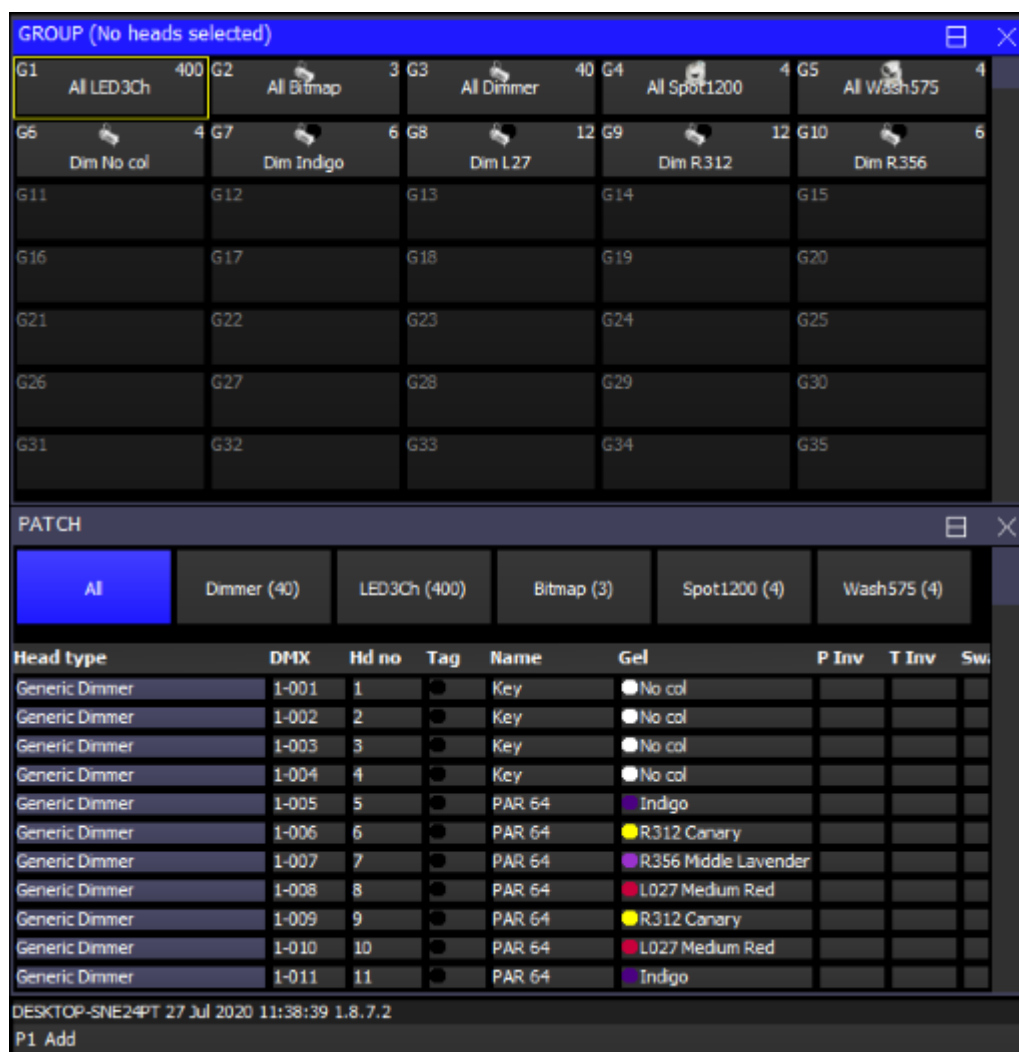 GROUP (No heads selected)
G1 400 G2 3 G3 40 G4 4 G5 4
All LED3Ch All Bitmap All Dimmer All Spot1200 All Wash575
G6 4 G7 6 G8 12 G9 12 G10 6
Dim No col Dim Indigo Dim L27 Dim R312 Dim R356
G11 G12 G13 G14 G15
G16 G17 G18 G19 G20
G21 G22 G23 G24 G25
G26 G27 G28 G29 G30
G31 G32 G33 G34 G35
PATCH
All Dimmer (40) LED3Ch (400) Bitmap (3) Spot1200 (4) Wash575 (4)
Head type DMX Hd no Tag Name Gel P Inv T Inv
Generic Dimmer 1-001 1 Key No col
Generic Dimmer 1-002 2 Key No col
Generic Dimmer 1-003 3 Key No col
Generic Dimmer 1-004 4 Key No col
Generic Dimmer 1-005 5 PAR 64 Indigo
Generic Dimmer 1-006 6 PAR 64 R312 Canary
Generic Dimmer 1-007 7 PAR 64 R356 Middle Lavender
Generic Dimmer 1-008 8 PAR 64 L027 Medium Red
Generic Dimmer 1-009 9 PAR 64 R312 Canary
Generic Dimmer 1-010 10 PAR 64 L027 Medium Red
Generic Dimmer 1-011 11 PAR 64 Indigo
DESKTOP-SNE24PT 27 Jul 2020 11:38:39 1.8.7.2
P1 Add